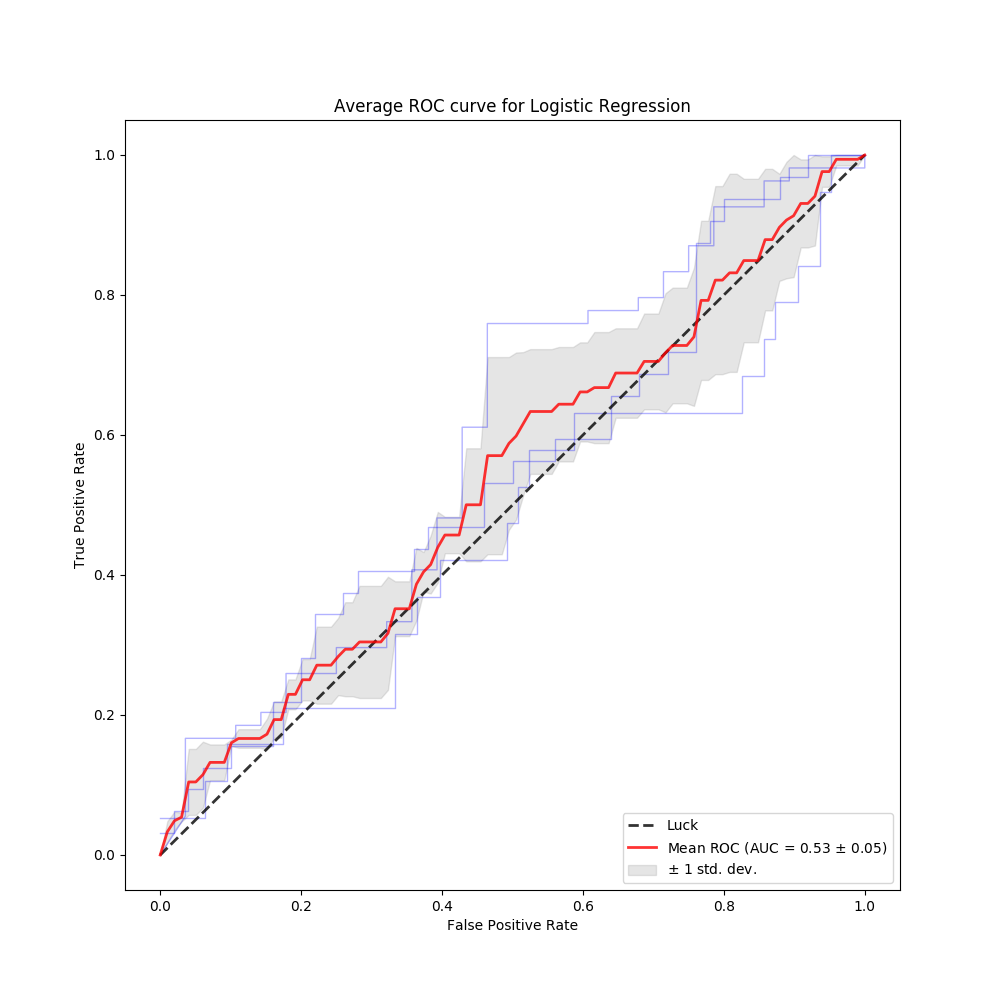 Average ROC curve for Logistic Regression
True Positive Rate
1.0
0.8
0.6
0.4
0.2
0.0
Luck
Mean ROC (AUC = 0.53 ± 0.05)
± 1 std. dev.
0.0 0.2 0.4 0.6 0.8 1.0
False Positive Rate